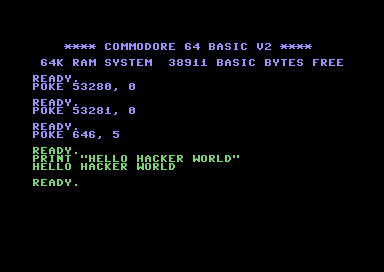 **** COMMODORE 64 BASIC V2 ****
64K RAM SYSTEM  38911 BASIC BYTES FREE
READY.
POKE 53280, 0
READY.
POKE 53281, 0
READY.
POKE 646, 5
READY.
PRINT "HELLO HACKER WORLD"
HELLO HACKER WORLD
READY.